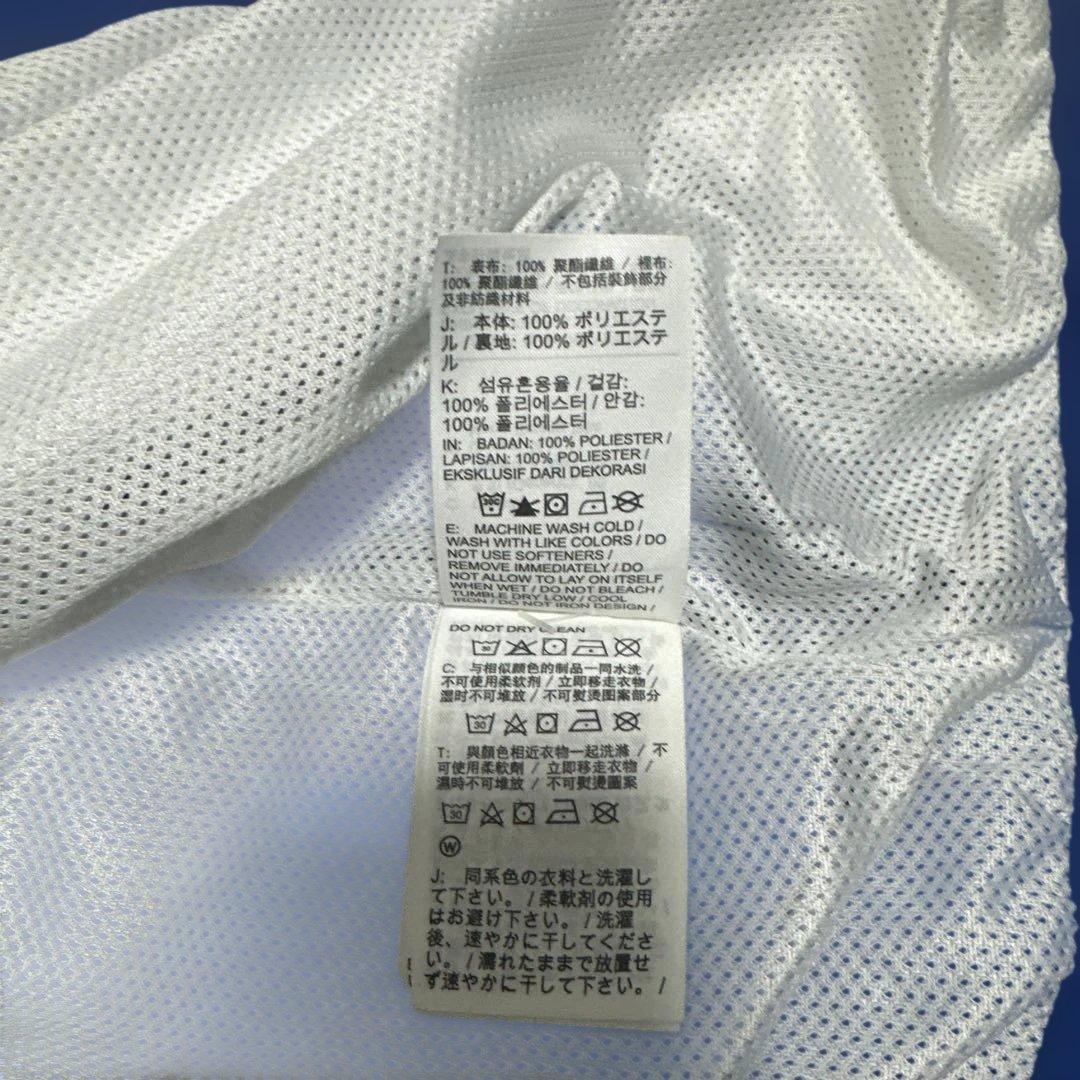 T: 表布: 100% 聚酯纖維 / 裡布:
100% 聚酯纖維 / 不包括裝飾部分
及非紡織材料
J: 本体: 100% ポリエステ
ル / 裏地: 100% ポリエステ
ル
K: 섬유혼용율 / 겉감:
100% 폴리에스터 / 안감:
100% 폴리에스터
IN: BADAN: 100% POLIESTER /
LAPISAN: 100% POLIESTER /
EKSKLUSIF DARI DEKORASI
30C
E: MACHINE WASH COLD /
WASH WITH LIKE COLORS / DO
NOT USE SOFTENERS /
REMOVE IMMEDIATELY / DO
NOT ALLOW TO LAY ON ITSELF
WHEN WET / DO NOT BLEACH /
TUMBLE DRY LOW / COOL
IRON / DO NOT IRON DESIGN /
DO NOT DRY CLEAN
30
C: 与相似颜色的制品一同水洗 /
不可使用柔软剂 / 立即移走衣物 /
湿时不可堆放 / 不可熨烫图案部分
30
T: 與顏色相近衣物一起洗滌 / 不
可使用柔軟劑 / 立即移走衣物 /
濕時不可堆放 / 不可熨燙圖案
30
W
J: 同系色の衣料と洗濯し
て下さい。/ 柔軟剤の使用
はお避け下さい。/ 洗濯
後、速やかに干してくださ
い。/ 濡れたままで放置せ
ず速やかに干して下さい。/